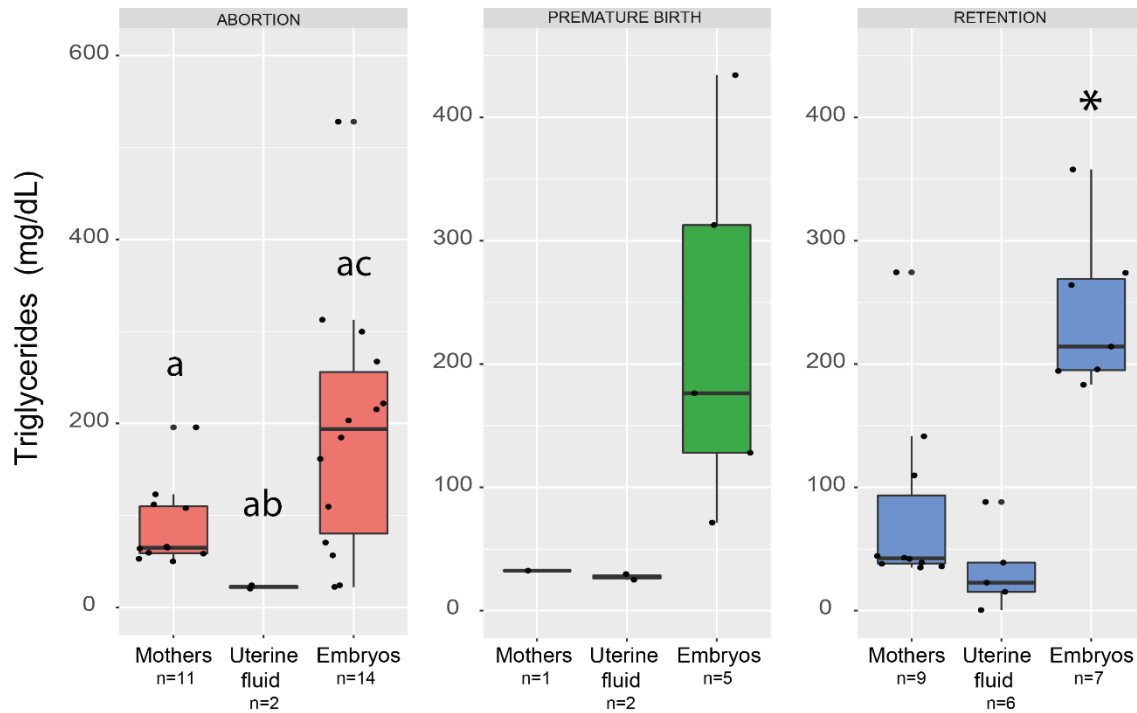 ABORTION
PREMATURE BIRTH
RETENTION
Triglycerides (mg/dL)
600
400
200
0
a
ab
ac
Mothers
n=11
Uterine
fluid
n=2
Embryos
n=14
400
300
200
100
0
Mothers
n=1
Uterine
fluid
n=2
Embryos
n=5
400
300
200
100
0
*
Mothers
n=9
Uterine
fluid
n=6
Embryos
n=7